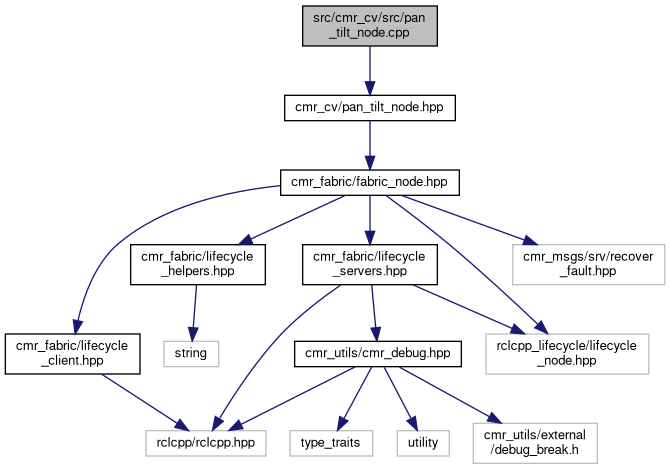 src/cmr_cv/src/pan
_tilt_node.cpp
cmr_cv/pan_tilt_node.hpp
cmr_fabric/fabric_node.hpp
cmr_fabric/lifecycle
_helpers.hpp
cmr_fabric/lifecycle
_servers.hpp
cmr_msgs/srv/recover
_fault.hpp
cmr_fabric/lifecycle
_client.hpp
string
cmr_utils/cmr_debug.hpp
rclcpp_lifecycle/lifecycle
_node.hpp
rclcpp/rclcpp.hpp
type_traits
utility
cmr_utils/external
/debug_break.h